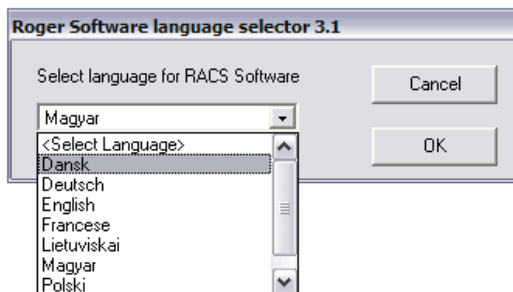 Roger Software language selector 3.1
Select language for RACS Software
Cancel
Magyar
OK
<Select Language>
Dansk
Deutsch
English
Francese
Lietuviskai
Magyar
Polski